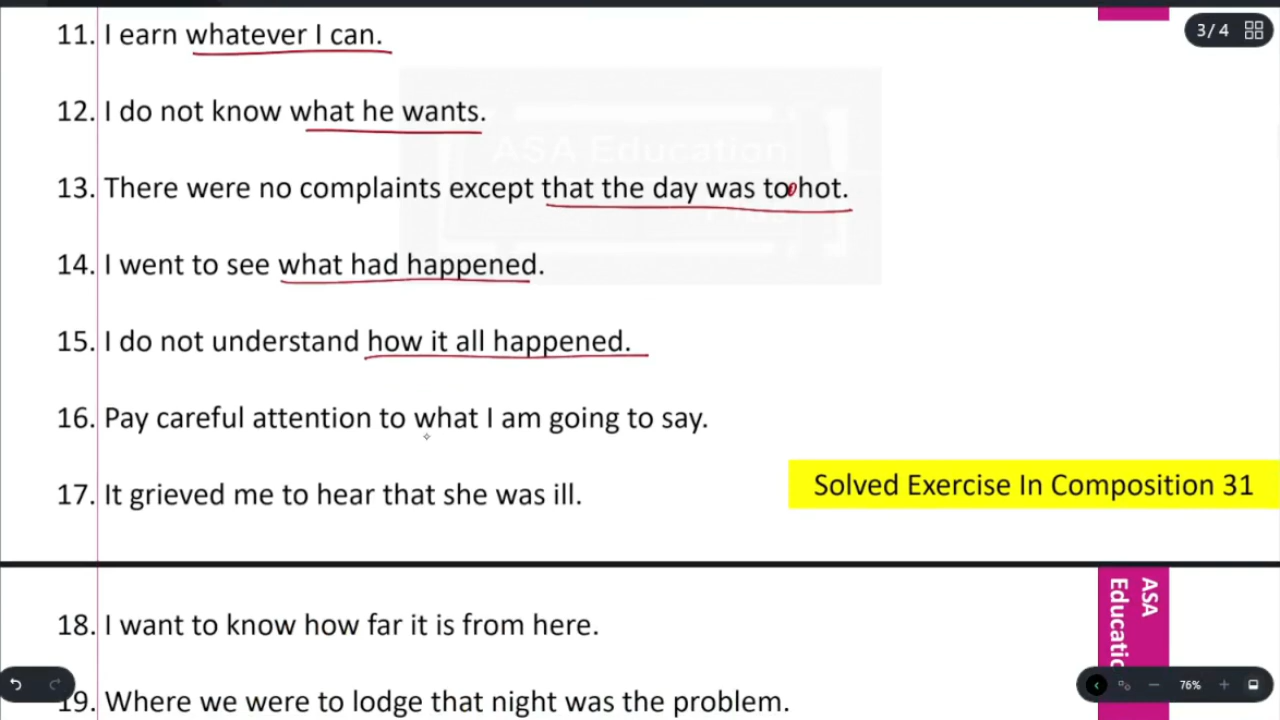 11. I earn whatever I can.
3/4
12. I do not know what he wants.
ASA Education
13. There were no complaints except that the day was too hot.
14. I went to see what had happened.
15. I do not understand how it all happened.
16. Pay careful attention to what I am going to say.
17. It grieved me to hear that she was ill.
Solved Exercise In Composition 31
18. I want to know how far it is from here.
ASA
Educatic
19. Where we were to lodge that night was the problem.
76%